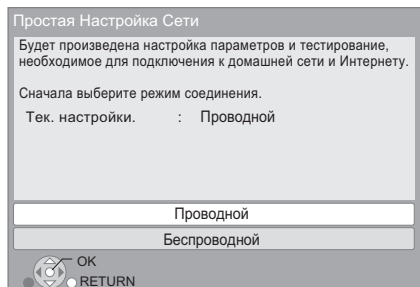 Простая Настройка Сети
Будет произведена настройка параметров и тестирование,
необходимое для подключения к домашней сети и Интернету.
Сначала выберите режим соединения.
Тек. настройки. : Проводной
Проводной
Беспроводной
OK
RETURN